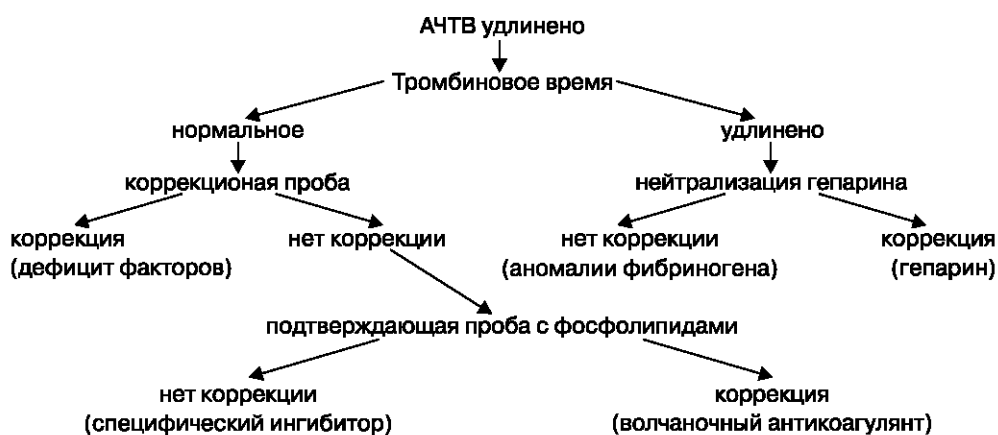 АЧТВ удлинено
Тромбиновое время
нормальное
удлинено
коррекционая проба
нейтрализация гепарина
коррекция
(дефицит факторов)
нет коррекции
нет коррекции
(аномалии фибриногена)
коррекция
(гепарин)
подтверждающая проба с фосфолипидами
нет коррекции
(специфический ингибитор)
коррекция
(волчаночный антикоагулянт)